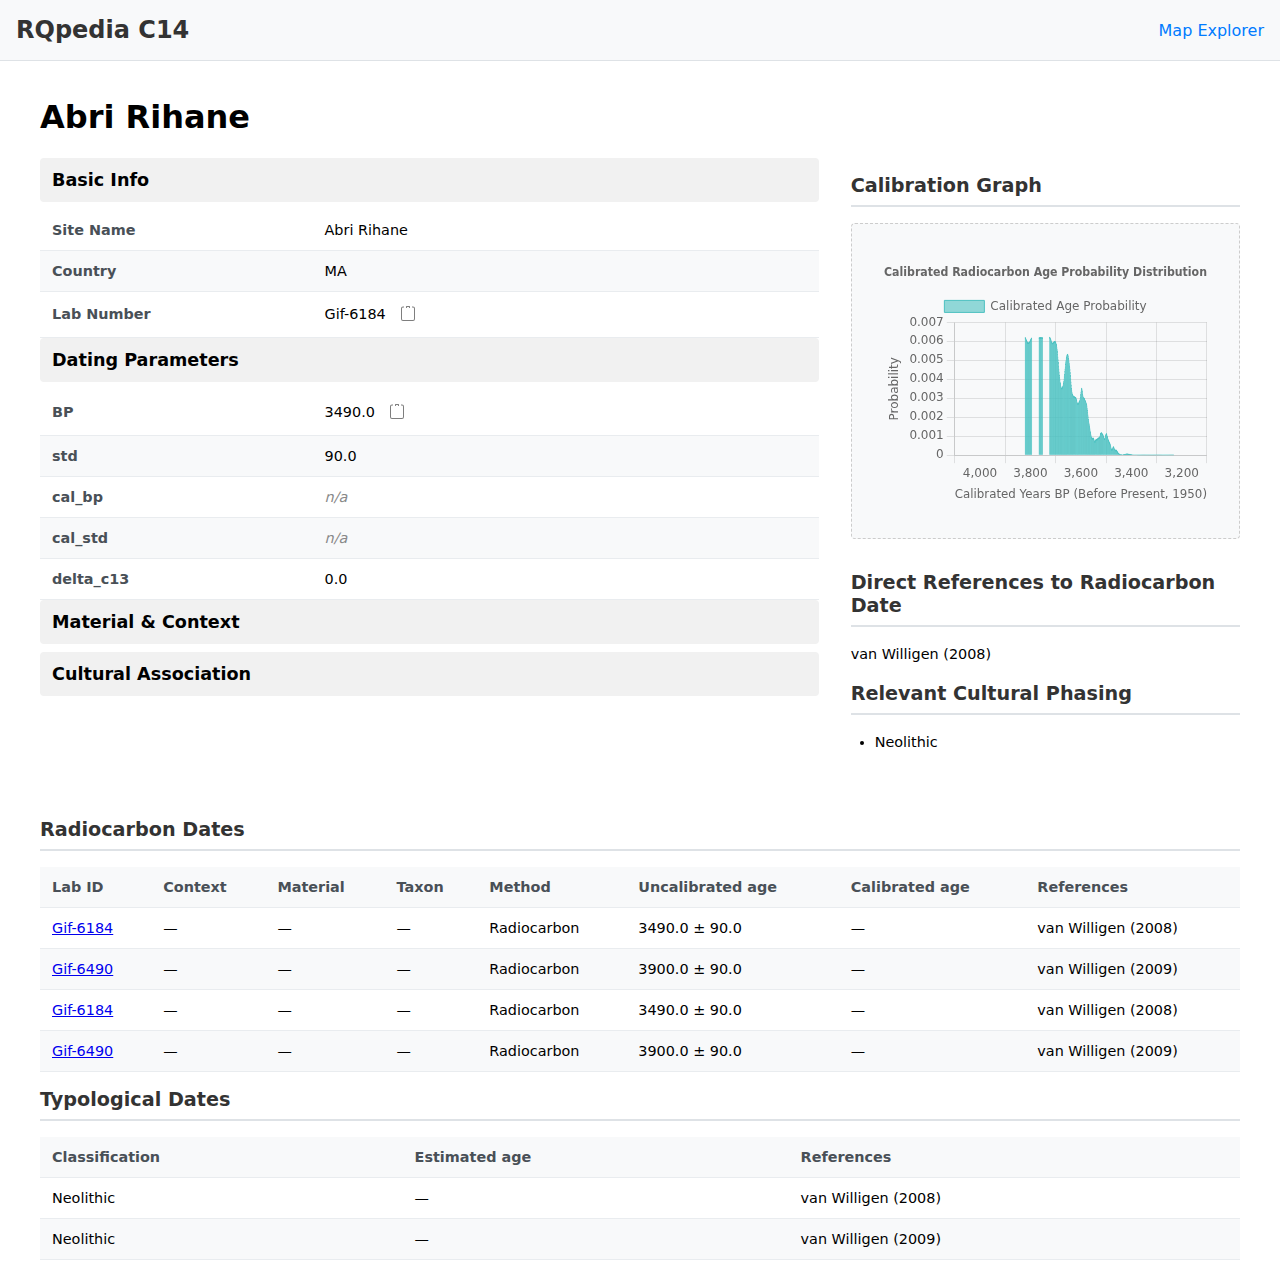 RQpedia C14
Map Explorer
Abri Rihane
Basic Info
Site Name Abri Rihane
Country MA
Lab Number Gif-6184
Dating Parameters
BP 3490.0
std 90.0
cal_bp n/a
cal_std n/a
delta_c13 0.0
Material & Context
Cultural Association
Calibration Graph
Calibrated Radiocarbon Age Probability Distribution
Calibrated Age Probability
Probability
0.007
0.006
0.005
0.004
0.003
0.002
0.001
0
4,000 3,800 3,600 3,400 3,200
Calibrated Years BP (Before Present, 1950)
Direct References to Radiocarbon
Date
van Willigen (2008)
Relevant Cultural Phasing
• Neolithic
Radiocarbon Dates
Lab ID Context Material Taxon Method Uncalibrated age Calibrated age References
Gif-6184 — — — Radiocarbon 3490.0 ± 90.0 — van Willigen (2008)
Gif-6490 — — — Radiocarbon 3900.0 ± 90.0 — van Willigen (2009)
Gif-6184 — — — Radiocarbon 3490.0 ± 90.0 — van Willigen (2008)
Gif-6490 — — — Radiocarbon 3900.0 ± 90.0 — van Willigen (2009)
Typological Dates
Classification Estimated age References
Neolithic — van Willigen (2008)
Neolithic — van Willigen (2009)